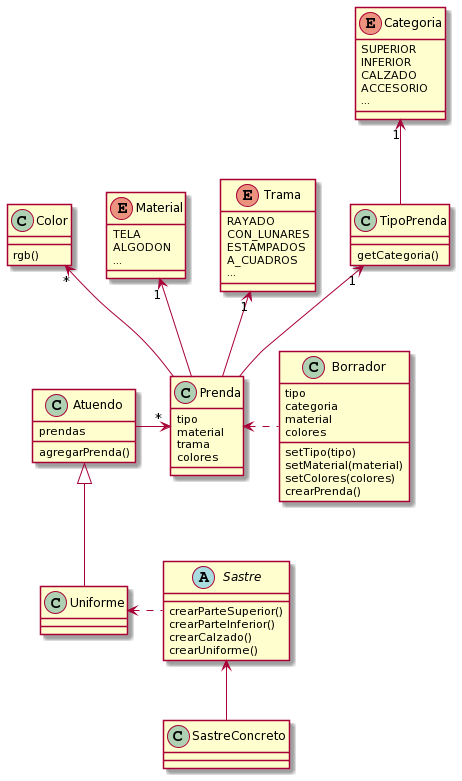 E Categoria
SUPERIOR
INFERIOR
CALZADO
ACCESORIO
...
1
C Color
rgb()
E Material
TELA
ALGODON
...
E Trama
RAYADO
CON_LUNARES
ESTAMPADOS
A_CUADROS
...
C TipoPrenda
getCategoria()
*
1
1
1
C Atuendo
prendas
agregarPrenda()
*
C Prenda
tipo
material
trama
colores
C Borrador
tipo
categoria
material
colores
setTipo(tipo)
setMaterial(material)
setColores(colores)
crearPrenda()
C Uniforme
A Sastre
crearParteSuperior()
crearParteInferior()
crearCalzado()
crearUniforme()
C SastreConcreto